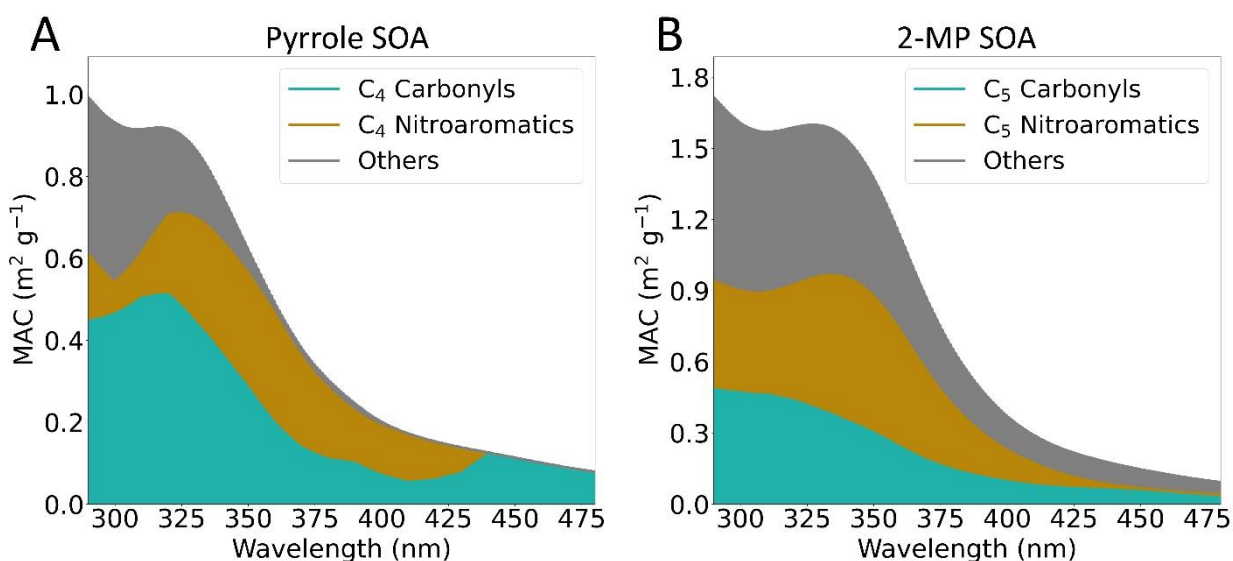 A
Pyrrole SOA
C₄ Carbonyls
C₄ Nitroaromatics
Others
MAC (m² g⁻¹)
1.0
0.8
0.6
0.4
0.2
0.0
300 325 350 375 400 425 450 475
Wavelength (nm)
B
2-MP SOA
C₅ Carbonyls
C₅ Nitroaromatics
Others
MAC (m² g⁻¹)
1.8
1.5
1.2
0.9
0.6
0.3
0.0
300 325 350 375 400 425 450 475
Wavelength (nm)